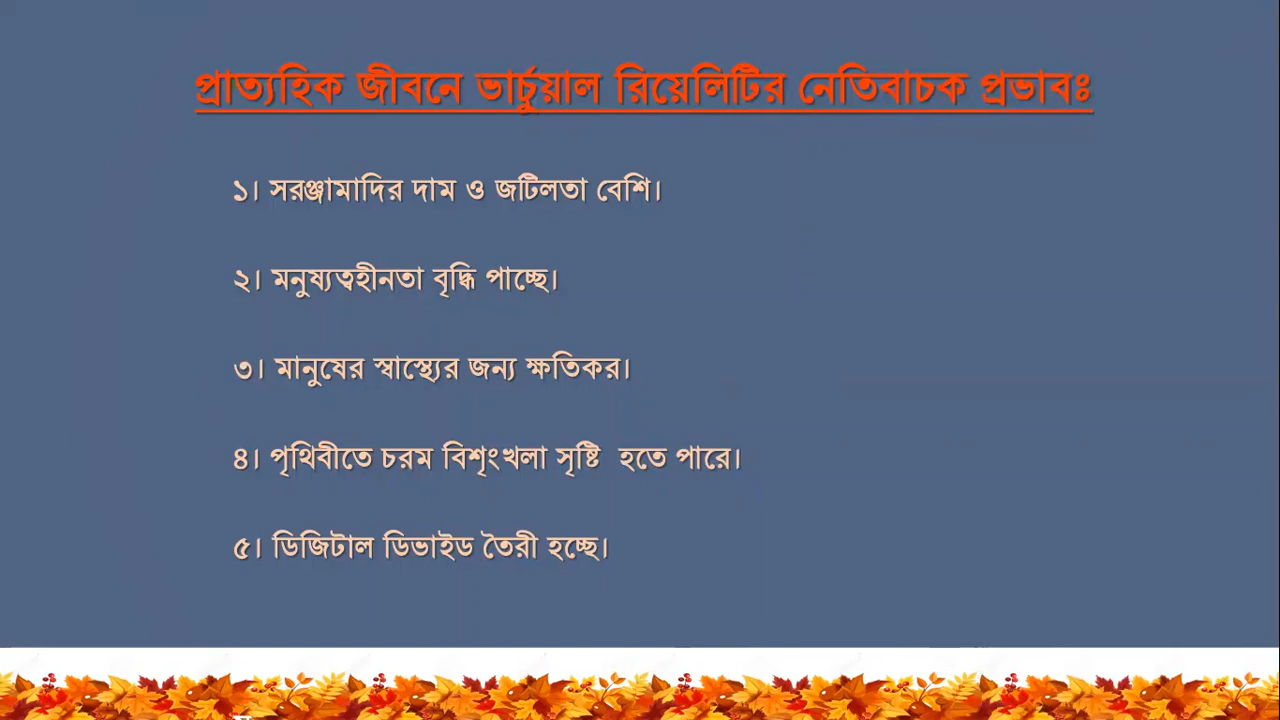 প্রাত্যহিক জীবনে ভার্চুয়াল রিয়েলিটির নেতিবাচক প্রভাবঃ
১। সরঞ্জামাদির দাম ও জটিলতা বেশি।
২। মনুষ্যত্বহীনতা বৃদ্ধি পাচ্ছে।
৩। মানুষের স্বাস্থ্যের জন্য ক্ষতিকর।
৪। পৃথিবীতে চরম বিশৃংখলা সৃষ্টি হতে পারে।
৫। ডিজিটাল ডিভাইড তৈরী হচ্ছে।